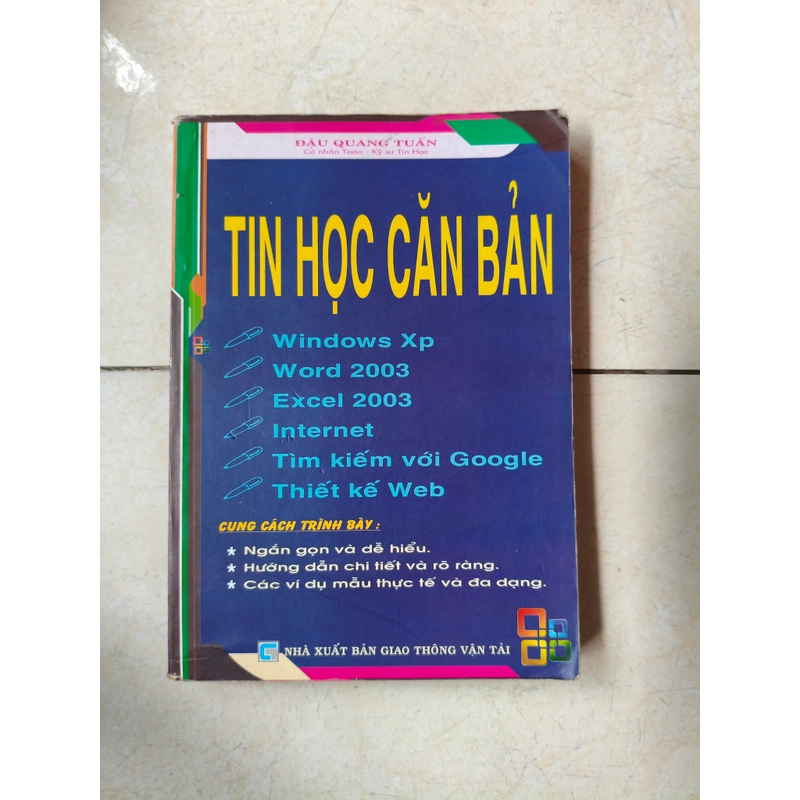 ĐẬU QUANG TUẤN
Cử nhân Toán - Kỹ sư Tin Học
TIN HỌC CĂN BẢN
Windows Xp
Word 2003
Excel 2003
Internet
Tìm kiếm với Google
Thiết kế Web
CUNG CÁCH TRÌNH BÀY :
* Ngắn gọn và dễ hiểu.
* Hướng dẫn chi tiết và rõ ràng.
* Các ví dụ mẫu thực tế và đa dạng.
NHÀ XUẤT BẢN GIAO THÔNG VẬN TẢI